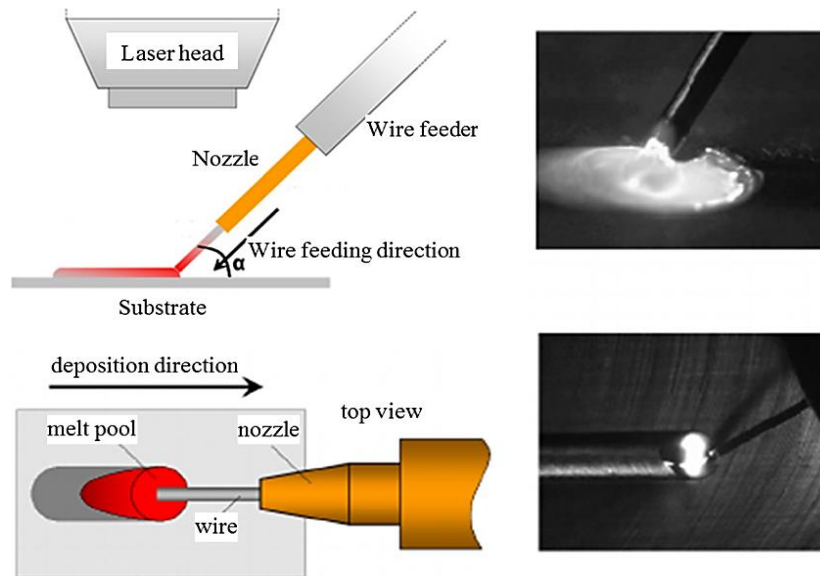 Laser head
Wire feeder
Nozzle
Wire feeding direction
α
Substrate
deposition direction
top view
melt pool
nozzle
wire